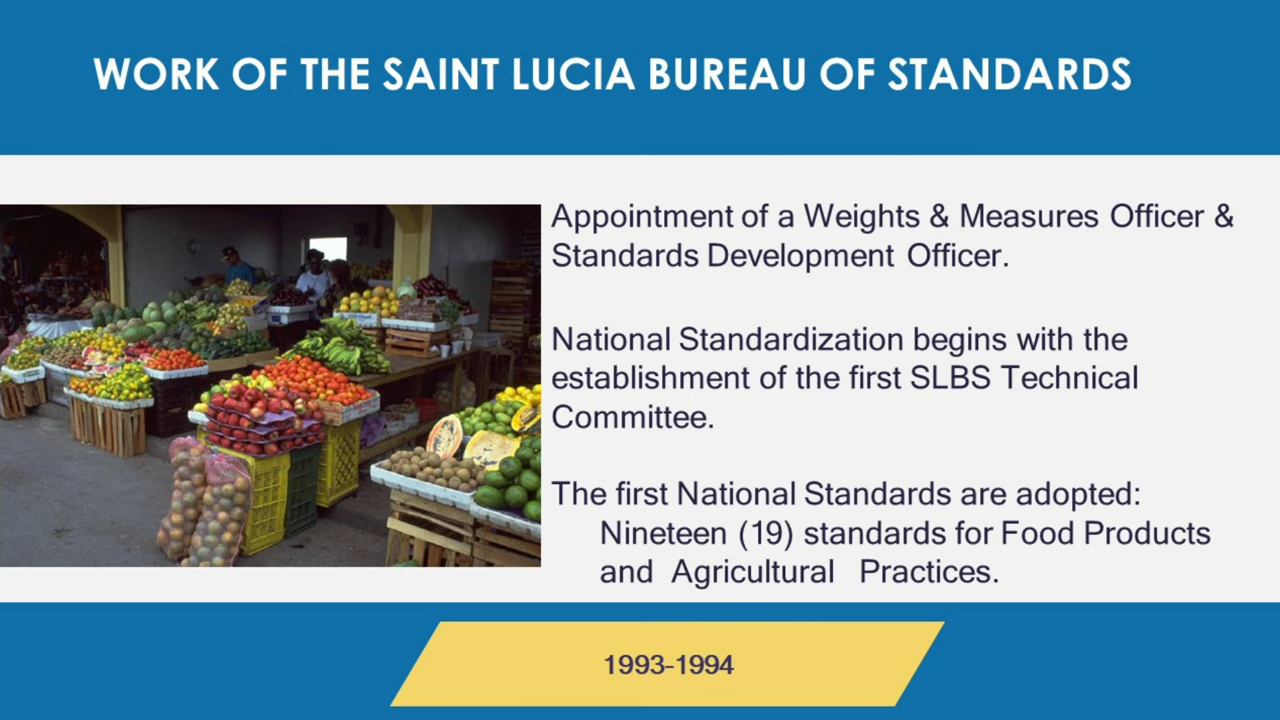 WORK OF THE SAINT LUCIA BUREAU OF STANDARDS
Appointment of a Weights & Measures Officer &
Standards Development Officer.
National Standardization begins with the
establishment of the first SLBS Technical
Committee.
The first National Standards are adopted:
Nineteen (19) standards for Food Products
and Agricultural Practices.
1993-1994